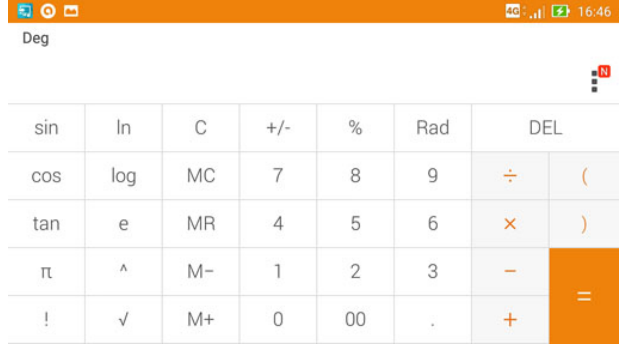 4G 16:46
Deg
N
sin ln C +/- % Rad DEL
cos log MC 7 8 9 ÷ (
tan e MR 4 5 6 × )
π ^ M− 1 2 3 −
=
! √ M+ 0 00 . +